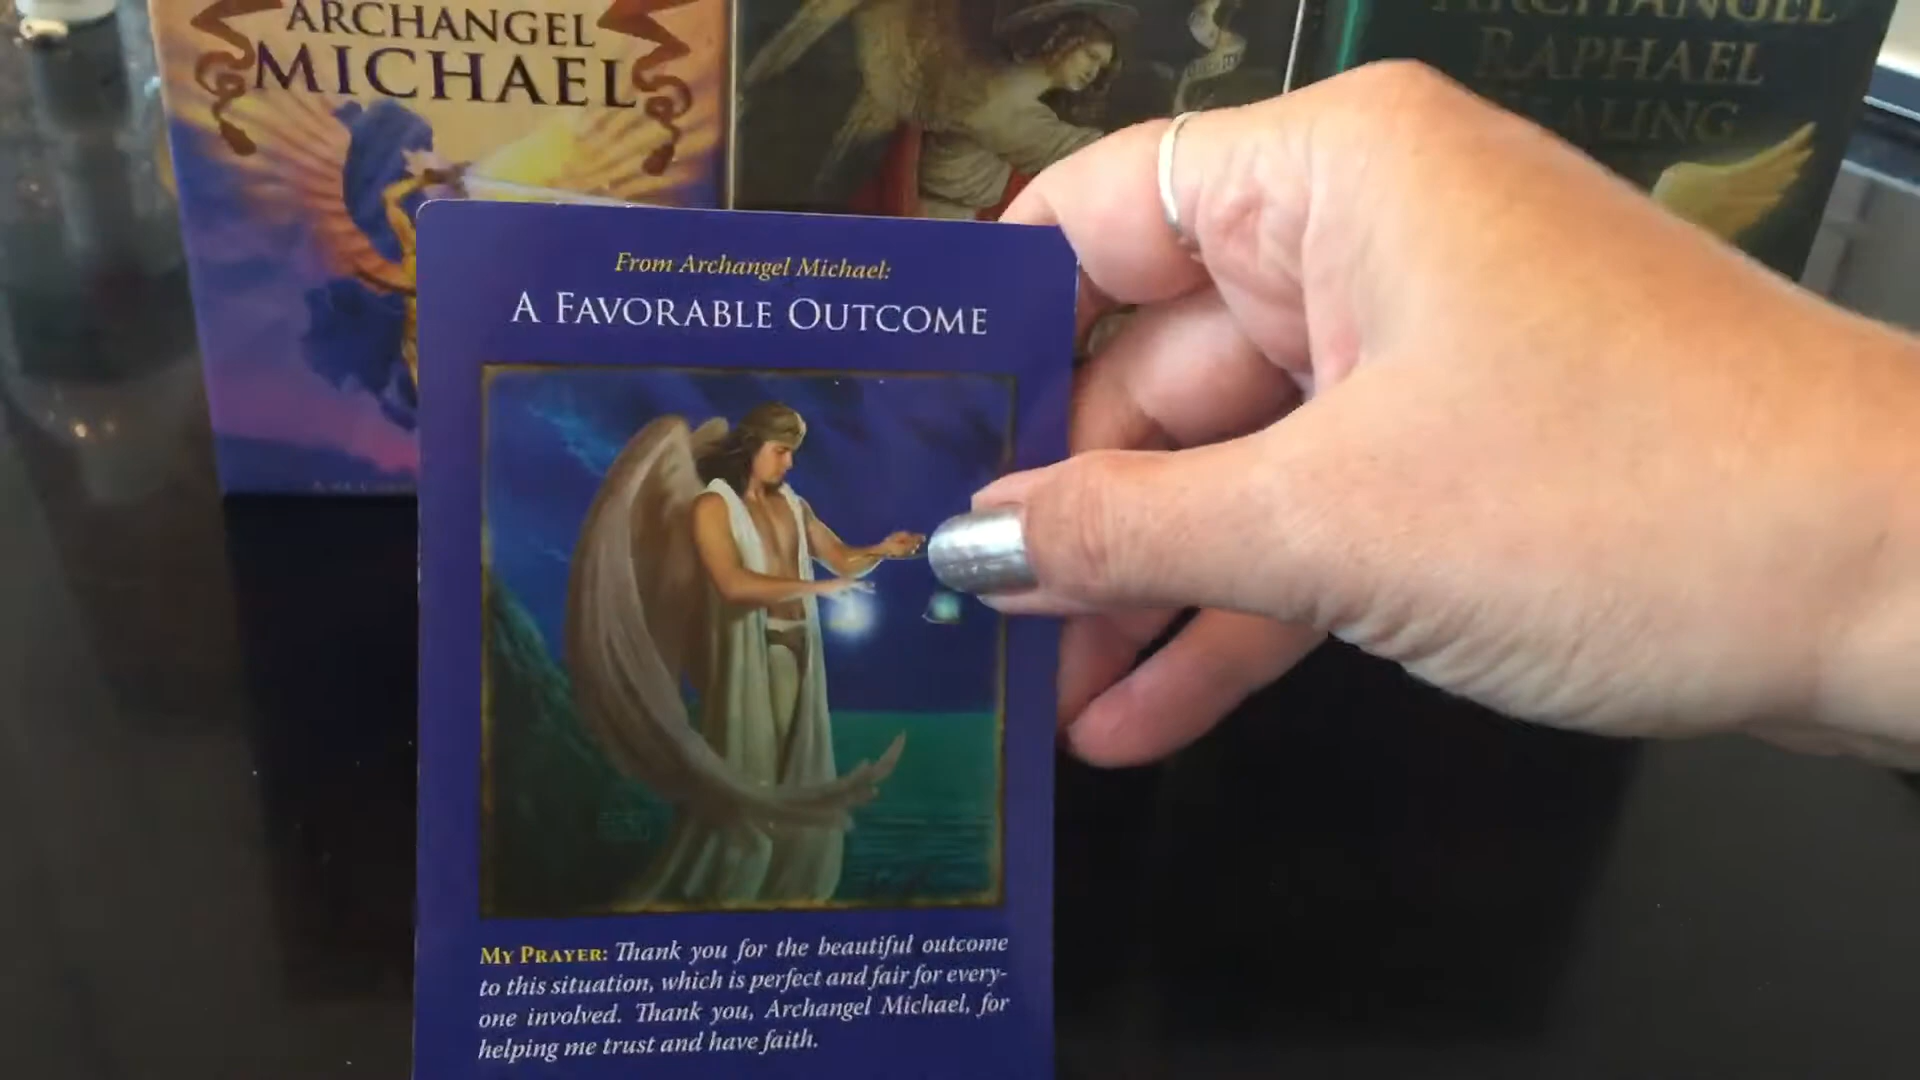 ARCHANGEL
MICHAEL
ARCHANGEL
RAPHAEL
HEALING
From Archangel Michael:
A FAVORABLE OUTCOME
MY PRAYER: Thank you for the beautiful outcome
to this situation, which is perfect and fair for every-
one involved. Thank you, Archangel Michael, for
helping me trust and have faith.